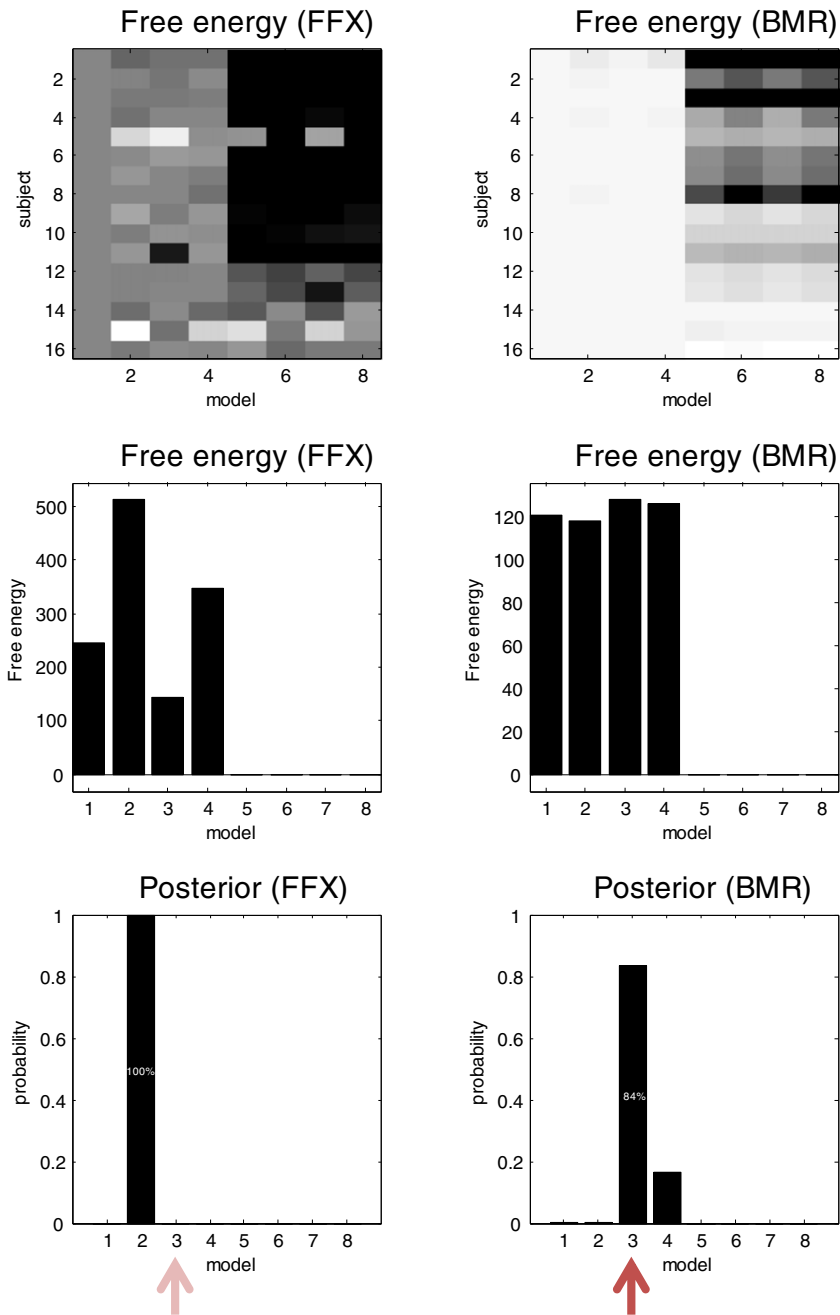 Free energy (FFX)
Free energy (BMR)
subject
2
4
6
8
10
12
14
16
2 4 6 8
model
subject
2
4
6
8
10
12
14
16
2 4 6 8
model
Free energy (FFX)
Free energy (BMR)
Free energy
500
400
300
200
100
0
1 2 3 4 5 6 7 8
model
Free energy
120
100
80
60
40
20
0
1 2 3 4 5 6 7 8
model
Posterior (FFX)
Posterior (BMR)
probability
1
0.8
0.6
0.4
0.2
0
100%
1 2 3 4 5 6 7 8
model
probability
1
0.8
0.6
0.4
0.2
0
84%
1 2 3 4 5 6 7 8
model